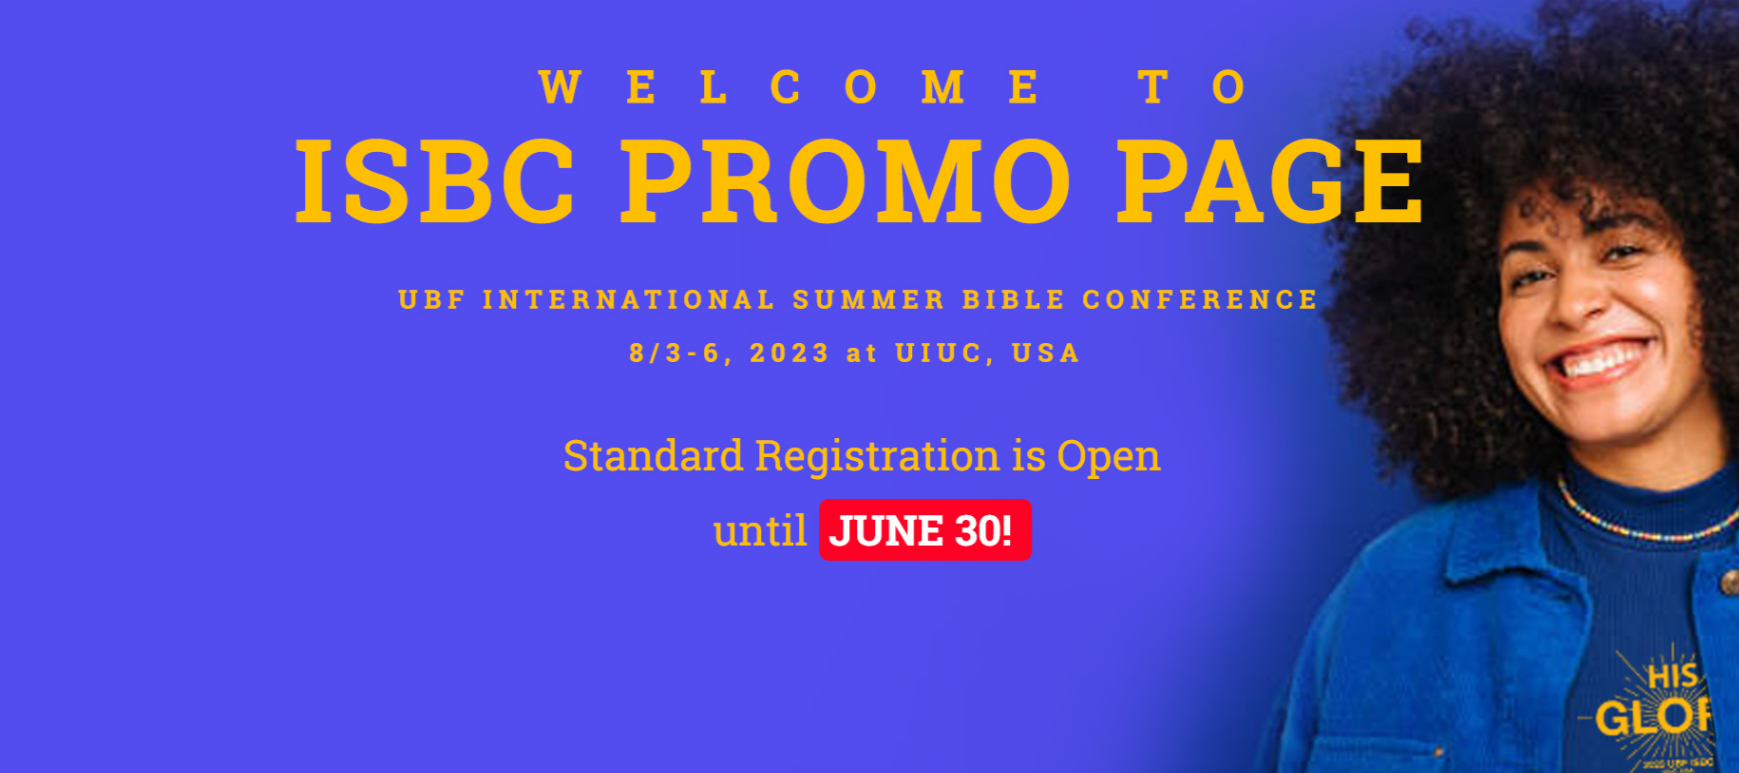 WELCOME TO
ISBC PROMO PAGE
UBF INTERNATIONAL SUMMER BIBLE CONFERENCE
8/3-6, 2023 at UIUC, USA
Standard Registration is Open
until JUNE 30!
HIS
GLOR